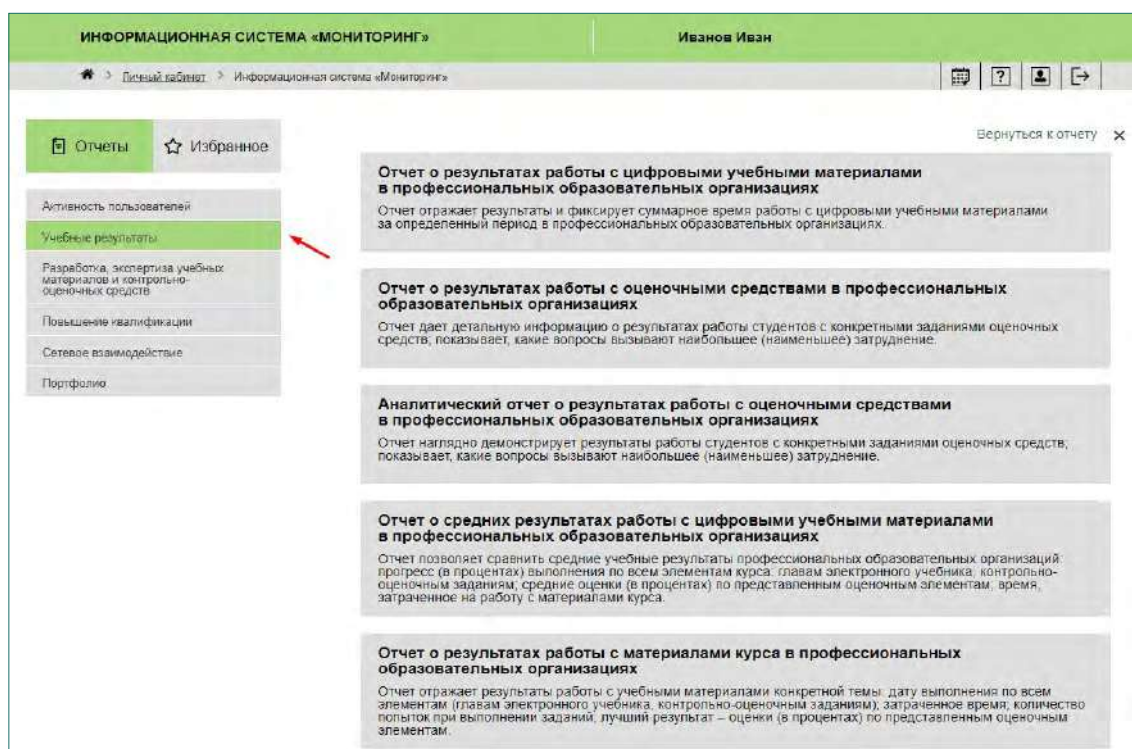 ИНФОРМАЦИОННАЯ СИСТЕМА «МОНИТОРИНГ»
Иванов Иван
Личный кабинет > Информационная система «Мониторинг»
Отчеты
Избранное
Вернуться к отчету
Активность пользователей
Учебные результаты
Разработка, экспертиза учебных
материалов и контрольно-
оценочных средств
Повышение квалификации
Сетевое взаимодействие
Портфолио
Отчет о результатах работы с цифровыми учебными материалами
в профессиональных образовательных организациях
Отчет отражает результаты и фиксирует суммарное время работы с цифровыми учебными материалами
за определенный период в профессиональных образовательных организациях.
Отчет о результатах работы с оценочными средствами в профессиональных
образовательных организациях
Отчет дает детальную информацию о результатах работы студентов с конкретными заданиями оценочных
средств; показывает, какие вопросы вызывают наибольшее (наименьшее) затруднение.
Аналитический отчет о результатах работы с оценочными средствами
в профессиональных образовательных организациях
Отчет наглядно демонстрирует результаты работы студентов с конкретными заданиями оценочных средств;
показывает, какие вопросы вызывают наибольшее (наименьшее) затруднение.
Отчет о средних результатах работы с цифровыми учебными материалами
в профессиональных образовательных организациях
Отчет позволяет сравнить средние учебные результаты профессиональных образовательных организаций:
прогресс (в процентах) выполнения по всем элементам курса: главам электронного учебника, контрольно-
оценочным заданиям; средние оценки (в процентах) по представленным оценочным элементам; время,
затраченное на работу с материалами курса.
Отчет о результатах работы с материалами курса в профессиональных
образовательных организациях
Отчет отражает результаты работы с учебными материалами конкретной темы: дату выполнения по всем
элементам (главам электронного учебника, контрольно-оценочным заданиям); затраченное время; количество
попыток при выполнении заданий; лучший результат – оценки (в процентах) по представленным оценочным
элементам.